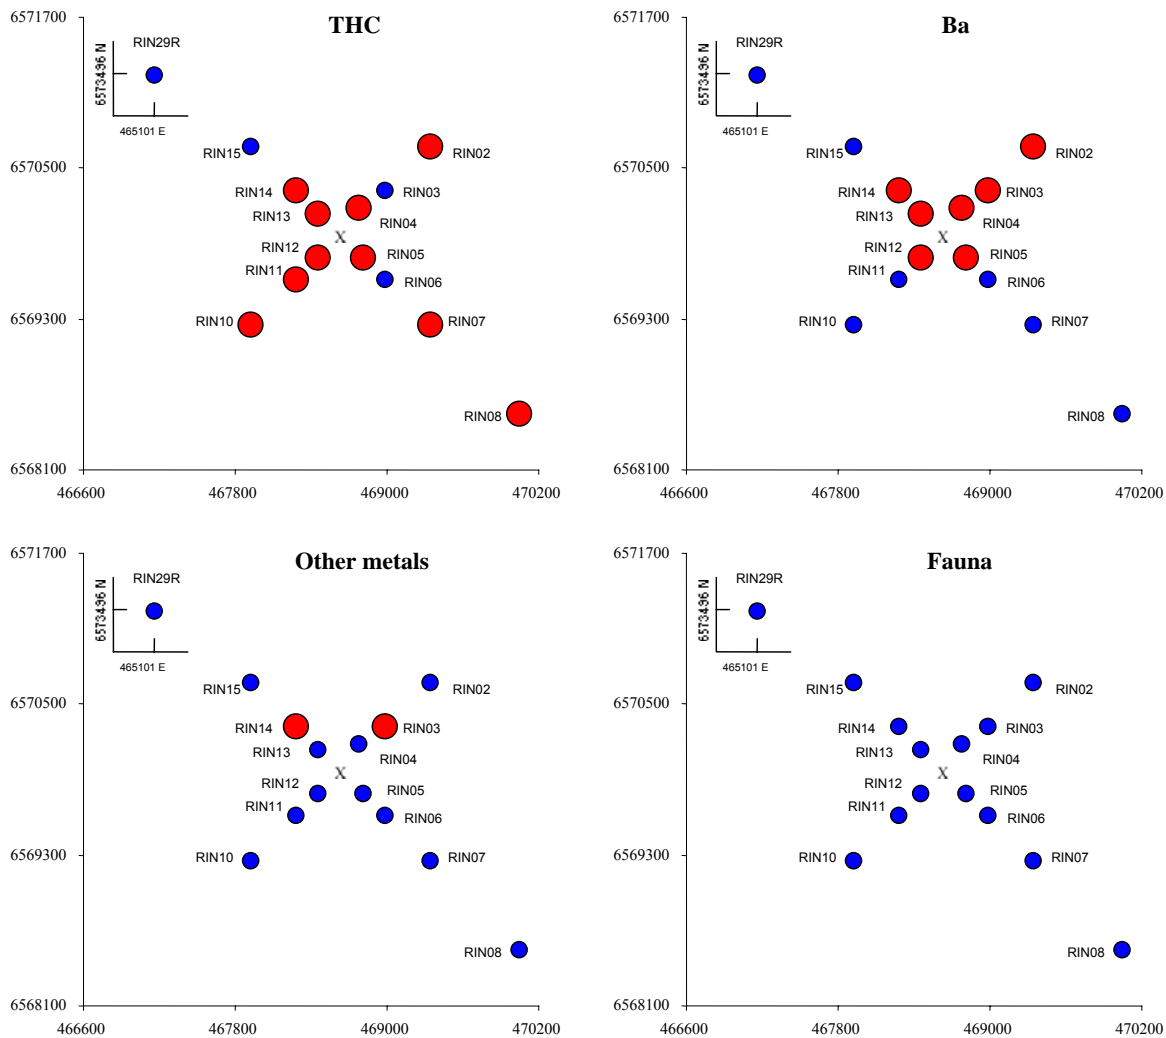 THC
6571700
RIN29R
6573436 N
465101 E
RIN15
RIN02
6570500
RIN14
RIN03
RIN13
RIN04
X
RIN12
RIN05
RIN11
RIN06
6569300
RIN10
RIN07
RIN08
6568100
466600
467800
469000
470200
Ba
6571700
RIN29R
6573436 N
465101 E
RIN15
RIN02
6570500
RIN14
RIN03
RIN13
RIN04
X
RIN12
RIN05
RIN11
RIN06
6569300
RIN10
RIN07
RIN08
6568100
466600
467800
469000
470200
Other metals
6571700
RIN29R
6573436 N
465101 E
RIN15
RIN02
6570500
RIN14
RIN03
RIN13
RIN04
X
RIN12
RIN05
RIN11
RIN06
6569300
RIN10
RIN07
RIN08
6568100
466600
467800
469000
470200
Fauna
6571700
RIN29R
6573436 N
465101 E
RIN15
RIN02
6570500
RIN14
RIN03
RIN13
RIN04
X
RIN12
RIN05
RIN11
RIN06
6569300
RIN10
RIN07
RIN08
6568100
466600
467800
469000
470200